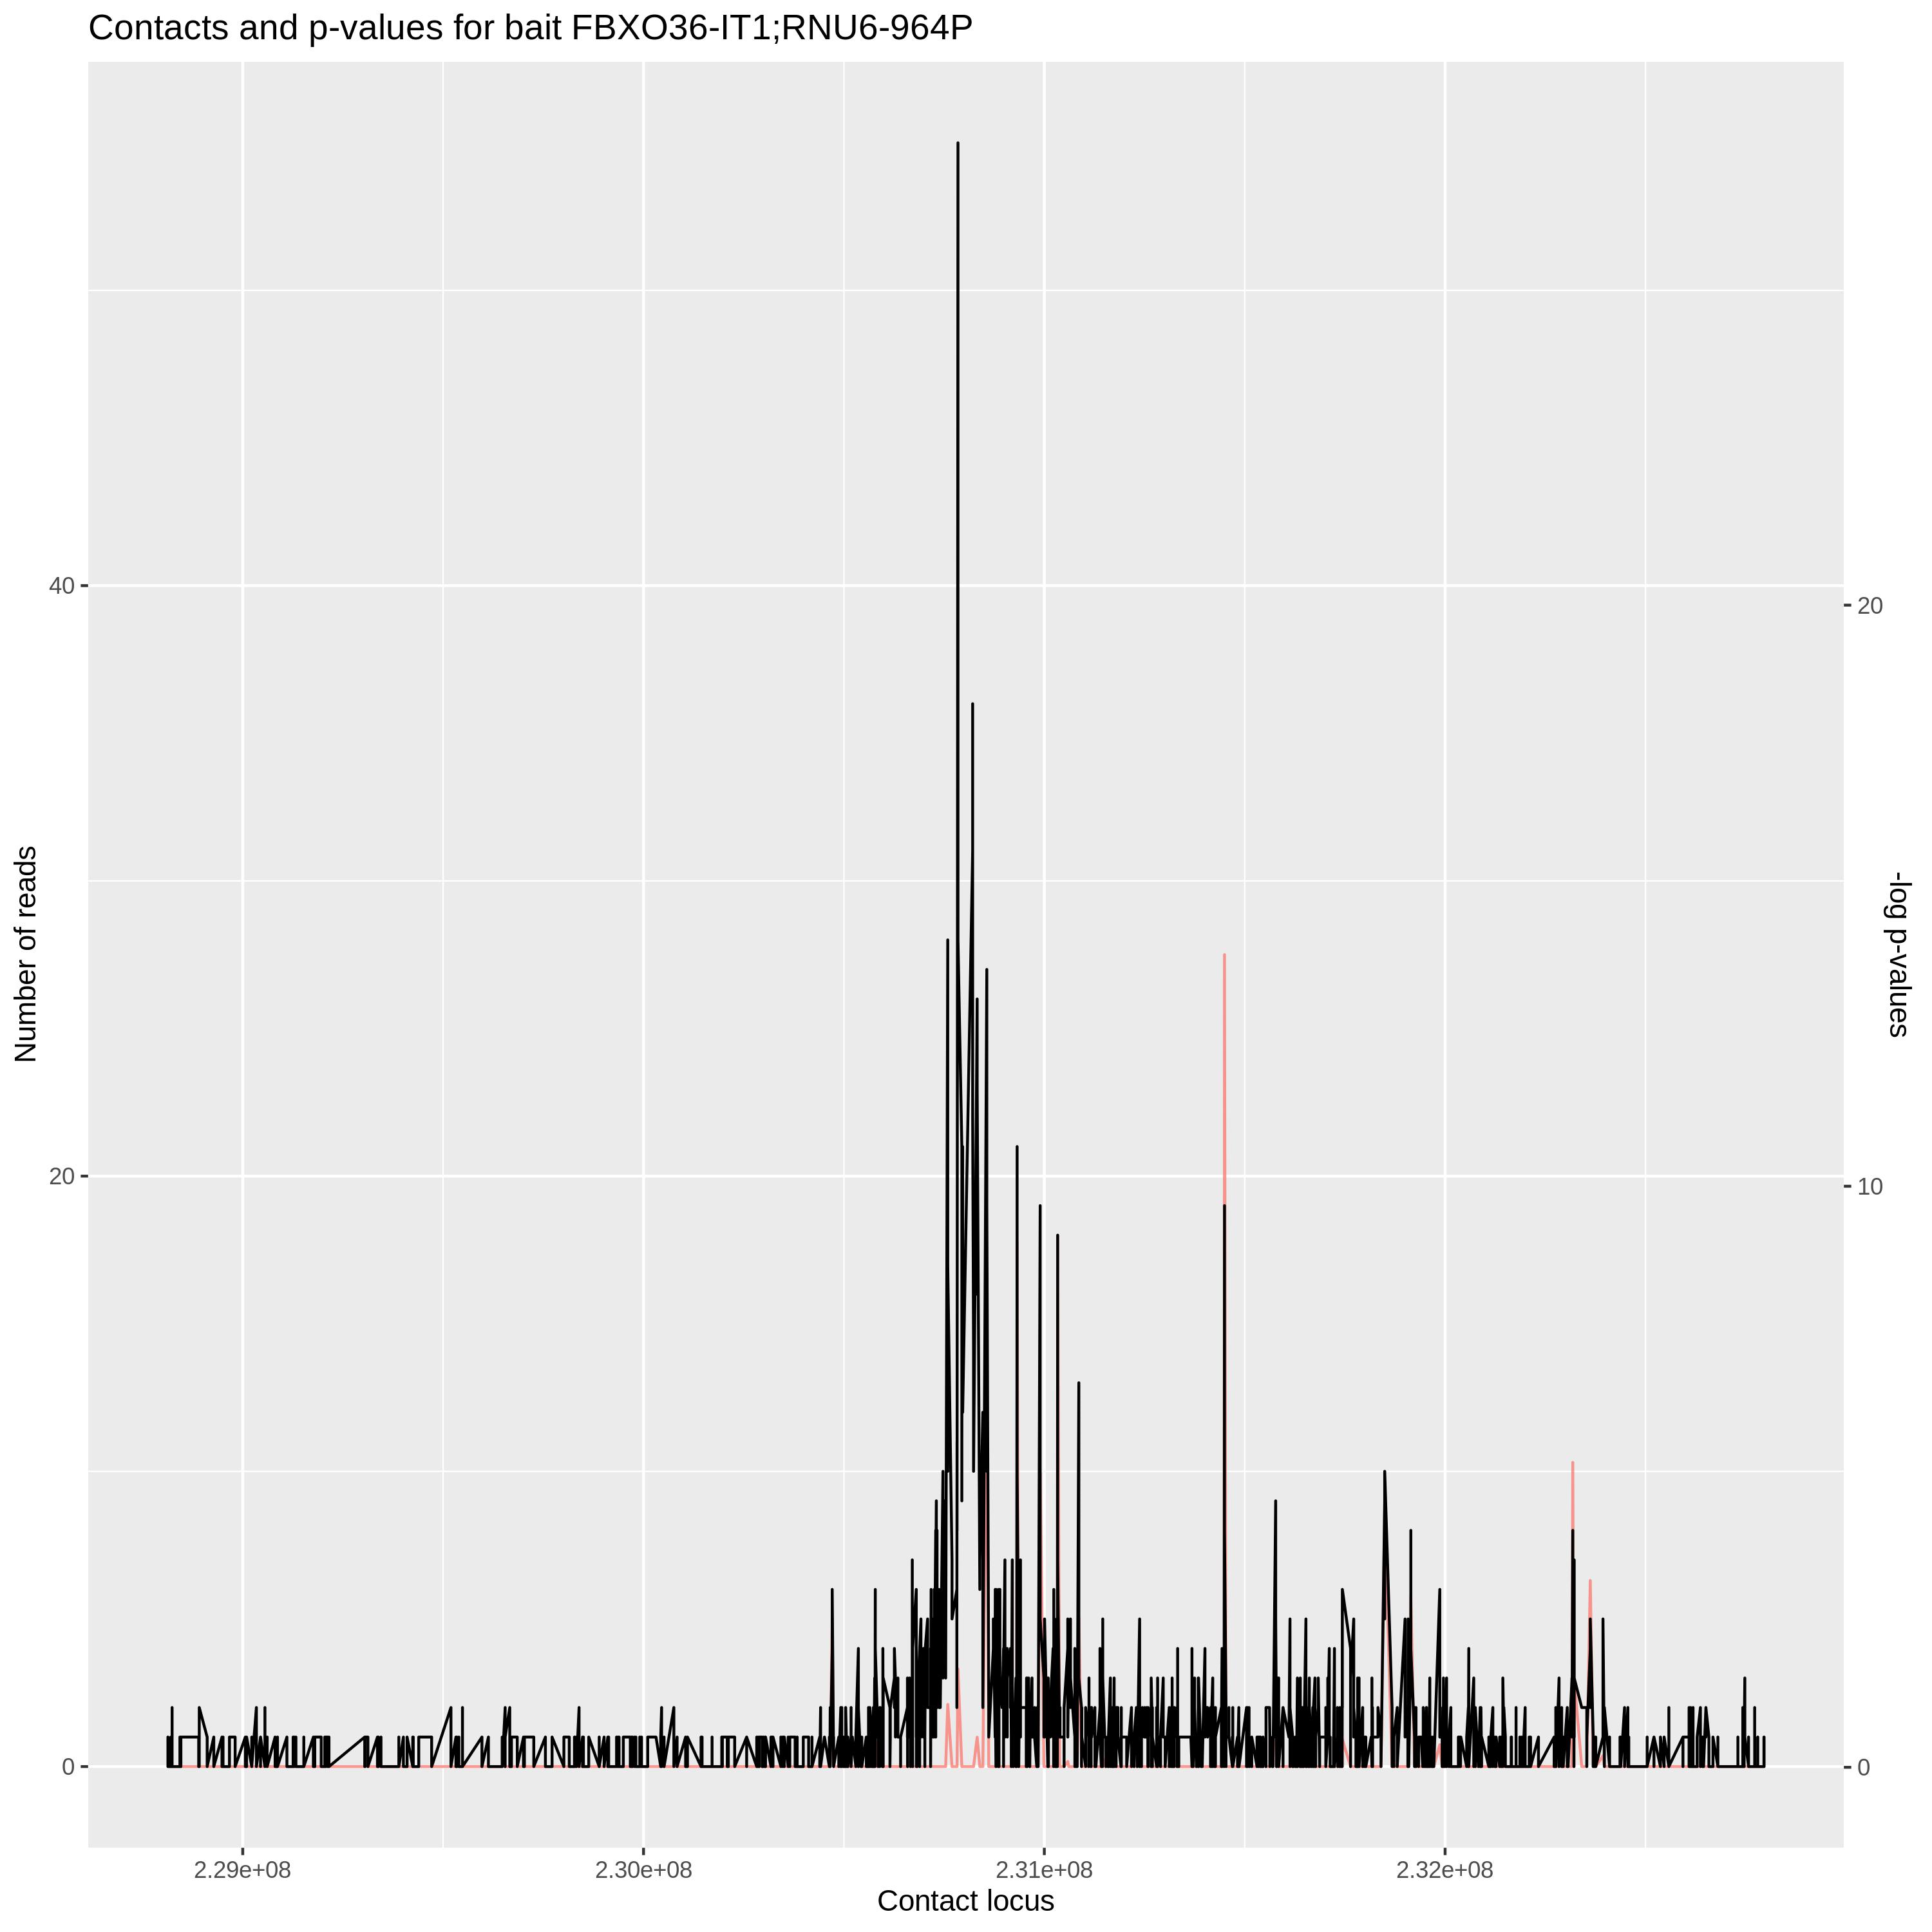 Contacts and p-values for bait FBXO36-IT1;RNU6-964P
Number of reads
40
20
0
20
10
0
-log p-values
2.29e+08 2.30e+08 2.31e+08 2.32e+08
Contact locus